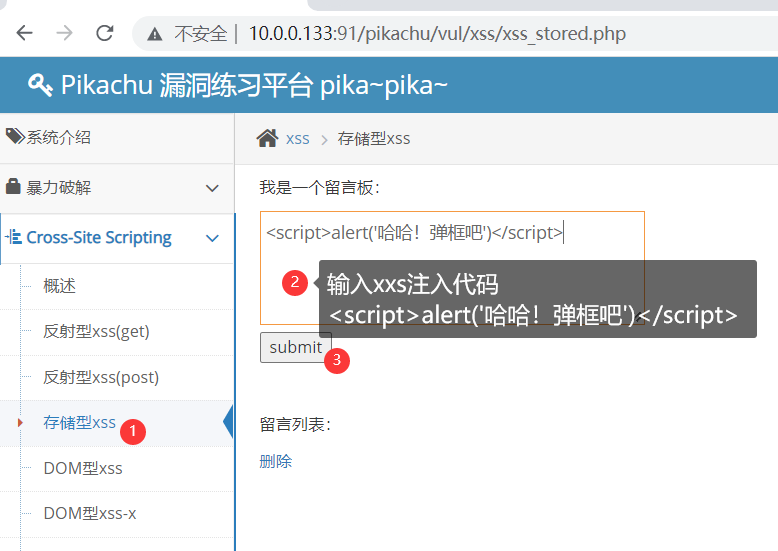 不安全 | 10.0.0.133:91/pikachu/vul/xss/xss_stored.php
Pikachu 漏洞练习平台 pika~pika~
系统介绍
暴力破解
Cross-Site Scripting
概述
反射型xss(get)
反射型xss(post)
存储型xss
1
DOM型xss
DOM型xss-x
xss > 存储型xss
我是一个留言板：
<script>alert('哈哈！弹框吧')</script>
2
输入xxs注入代码
<script>alert('哈哈！弹框吧')</script>
submit
3
留言列表：
删除